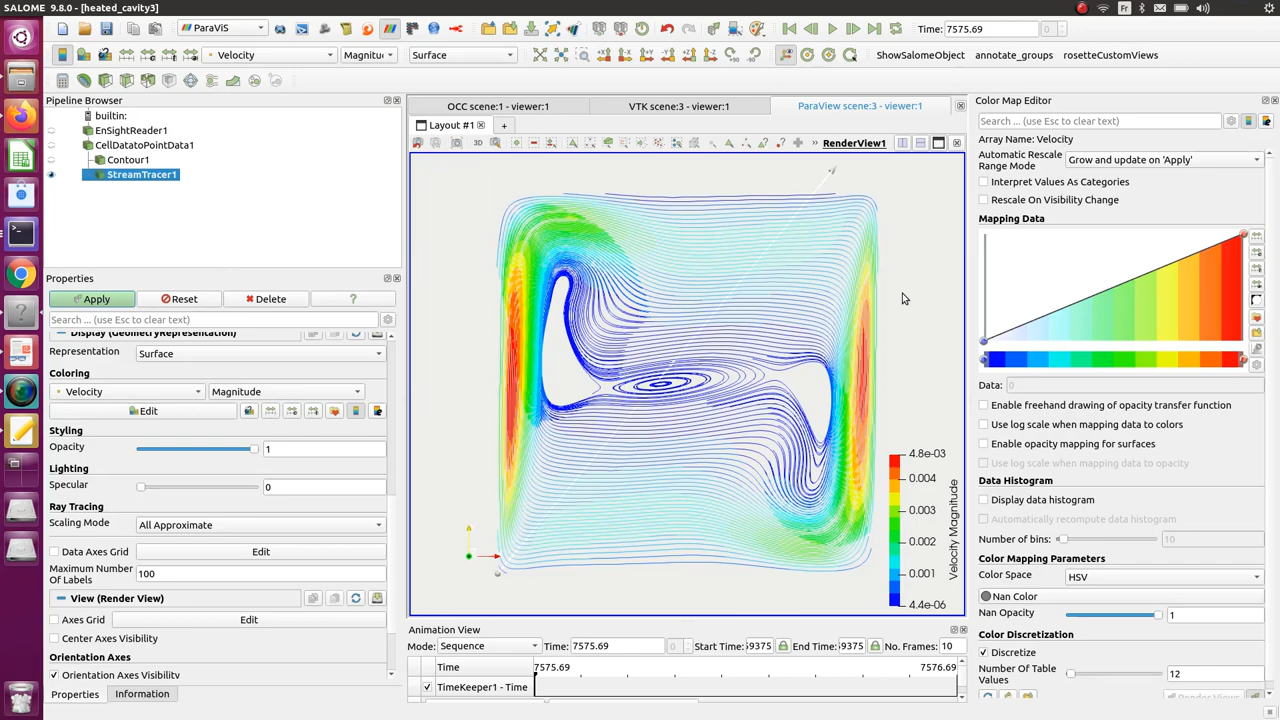 SALOME 9.8.0 - [heated_cavity3]
Fr
ParaViS
Time: 7575.69
0
Velocity
Magnitu
Surface
ShowSalomeObject
annotate_groups
rosetteCustomViews
Pipeline Browser
builtin:
EnSightReader1
CellDatatoPointData1
Contour1
StreamTracer1
Properties
Apply
Reset
Delete
?
Search ... (use Esc to clear text)
Display (GeometryRepresentation)
Representation
Surface
Coloring
Velocity
Magnitude
Edit
Styling
Opacity
1
Lighting
Specular
0
Ray Tracing
Scaling Mode
All Approximate
Data Axes Grid
Edit
Maximum Number
Of Labels
100
View (Render View)
Axes Grid
Edit
Center Axes Visibility
Orientation Axes
Orientation Axes Visibility
Properties
Information
OCC scene:1 - viewer:1
VTK scene:3 - viewer:1
ParaView scene:3 - viewer:1
Layout #1
+
3D
»
RenderView1
4.8e-03
0.004
0.003
0.002
0.001
4.4e-06
Velocity Magnitude
Animation View
Mode: Sequence
Time: 7575.69
0
Start Time: 59375
End Time: 9375
No. Frames: 10
Time
7575.69
7576.69
TimeKeeper1 - Time
Color Map Editor
Search ... (use Esc to clear text)
Array Name: Velocity
Automatic Rescale
Range Mode
Grow and update on 'Apply'
Interpret Values As Categories
Rescale On Visibility Change
Mapping Data
Data: 0
Enable freehand drawing of opacity transfer function
Use log scale when mapping data to colors
Enable opacity mapping for surfaces
Use log scale when mapping data to opacity
Data Histogram
Display data histogram
Automatically recompute data histogram
Number of bins:
10
Color Mapping Parameters
Color Space
HSV
Nan Color
Nan Opacity
1
Color Discretization
Discretize
Number Of Table
Values
12